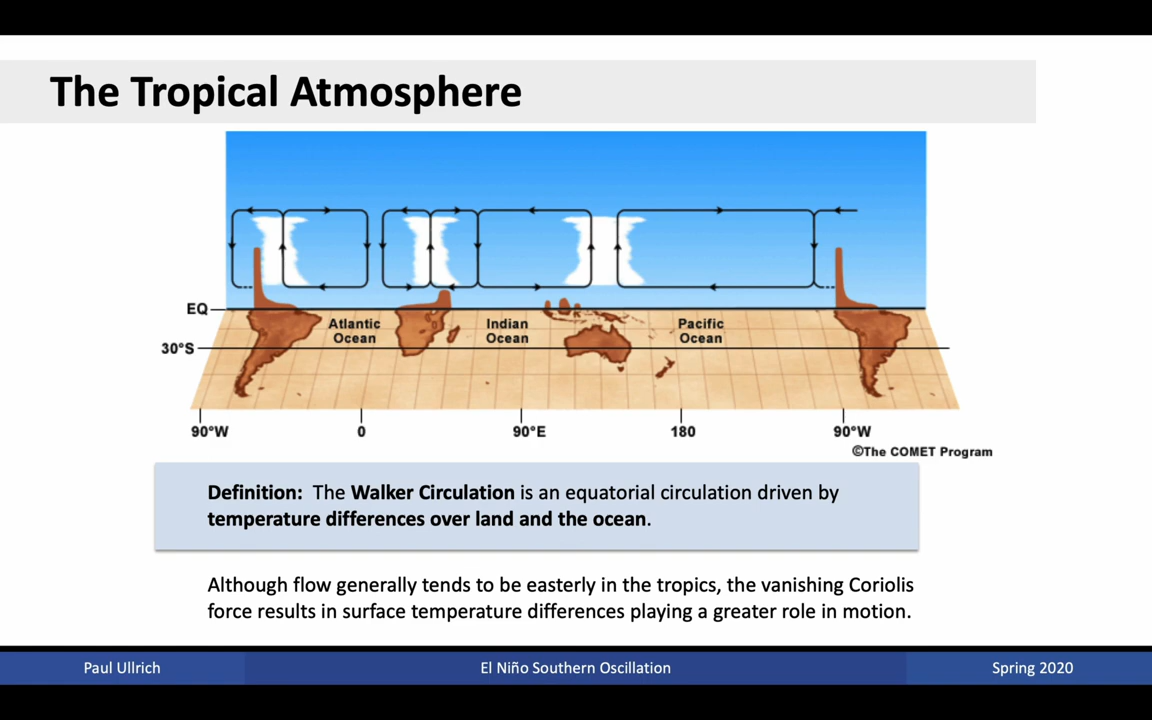 The Tropical Atmosphere
EQ
30°S
Atlantic
Ocean
Indian
Ocean
Pacific
Ocean
90°W
0
90°E
180
90°W
©The COMET Program
Definition: The Walker Circulation is an equatorial circulation driven by
temperature differences over land and the ocean.
Although flow generally tends to be easterly in the tropics, the vanishing Coriolis
force results in surface temperature differences playing a greater role in motion.
Paul Ullrich
El Niño Southern Oscillation
Spring 2020